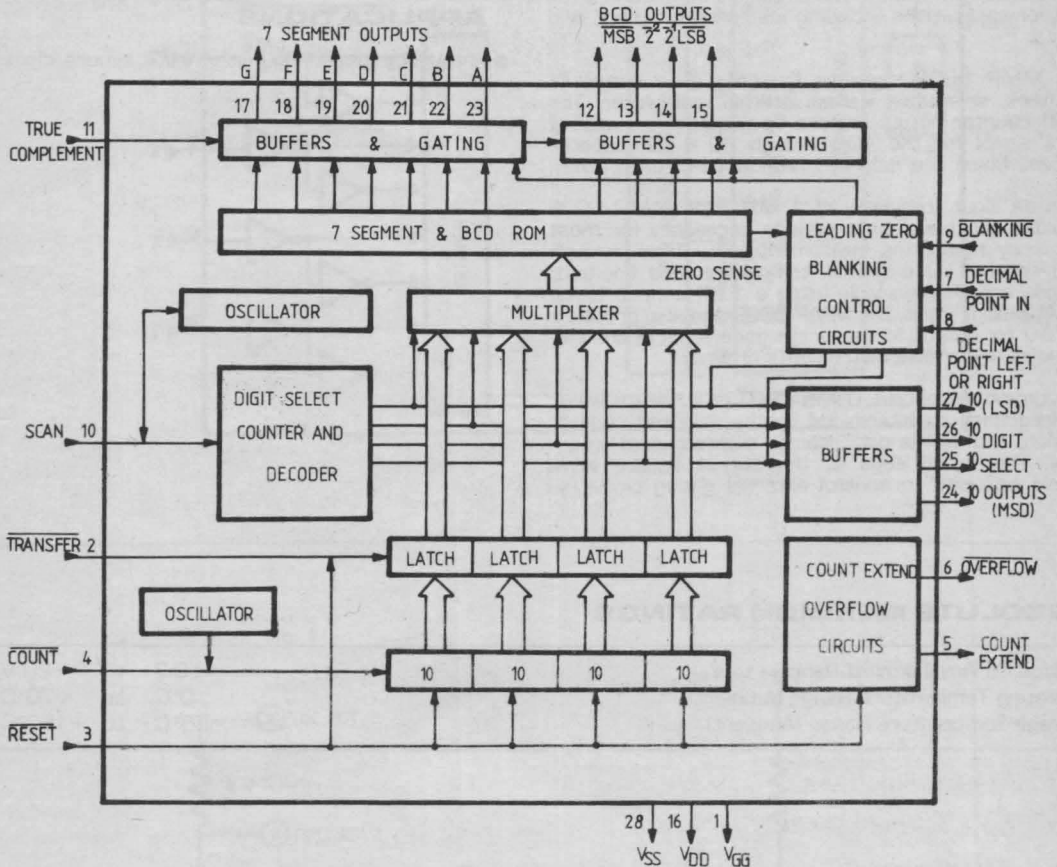 7 SEGMENT OUTPUTS
BCD OUTPUTS
MSB 2² 2¹ LSB
G F E D C B A
17 18 19 20 21 22 23
12 13 14 15
TRUE 11
COMPLEMENT
BUFFERS & GATING
BUFFERS & GATING
7 SEGMENT & BCD ROM
ZERO SENSE
LEADING ZERO
BLANKING
CONTROL
CIRCUITS
9 BLANKING
7 DECIMAL
POINT IN
8
DECIMAL
POINT LEFT
OR RIGHT
OSCILLATOR
MULTIPLEXER
SCAN 10
DIGIT SELECT
COUNTER AND
DECODER
BUFFERS
27 10
(LSD)
26 10
DIGIT
25 10
SELECT
24 10 OUTPUTS
(MSD)
TRANSFER 2
LATCH LATCH LATCH LATCH
OSCILLATOR
COUNT 4
10 10 10 10
RESET 3
COUNT EXTEND
OVERFLOW
CIRCUITS
6 OVERFLOW
5 COUNT
EXTEND
28 16 1
VSS VDD VGG